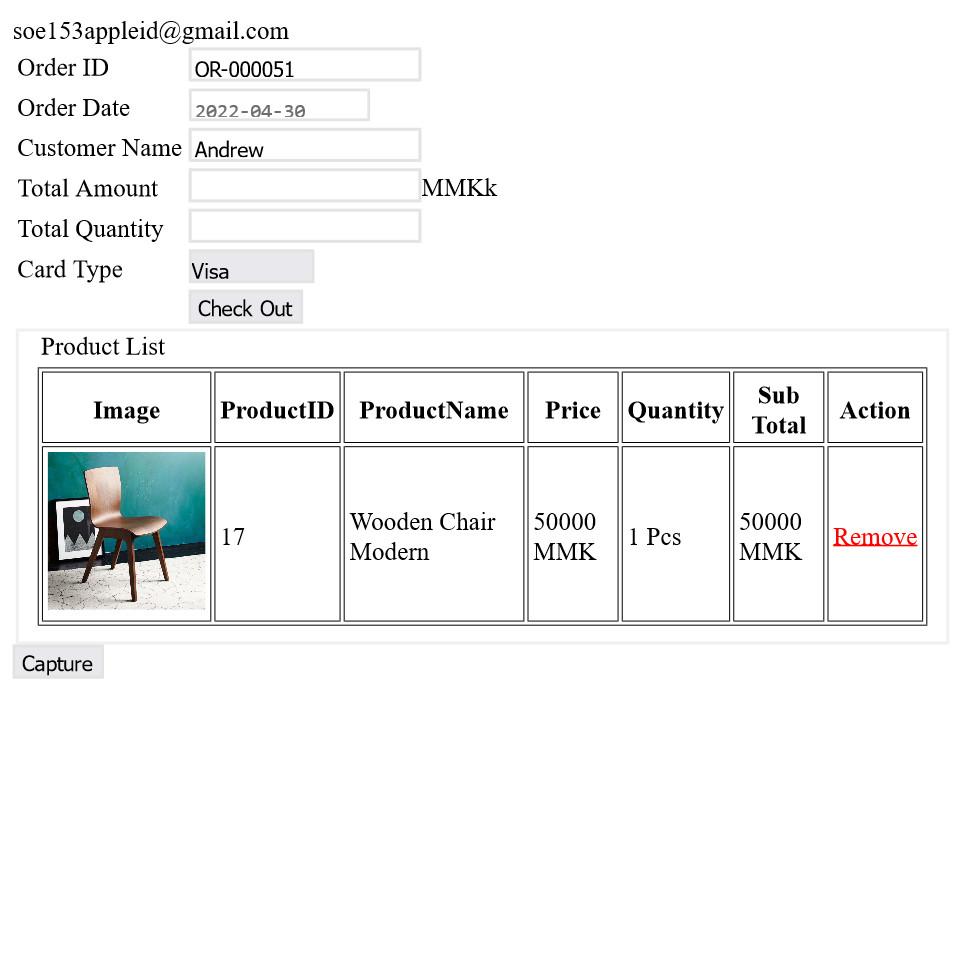 soe153appleid@gmail.com
Order ID OR-000051
Order Date 2022-04-30
Customer Name Andrew
Total Amount MMKk
Total Quantity
Card Type Visa
Check Out
Product List
Image ProductID ProductName Price Quantity Sub Total Action
17 Wooden Chair Modern 50000 MMK 1 Pcs 50000 MMK Remove
Capture